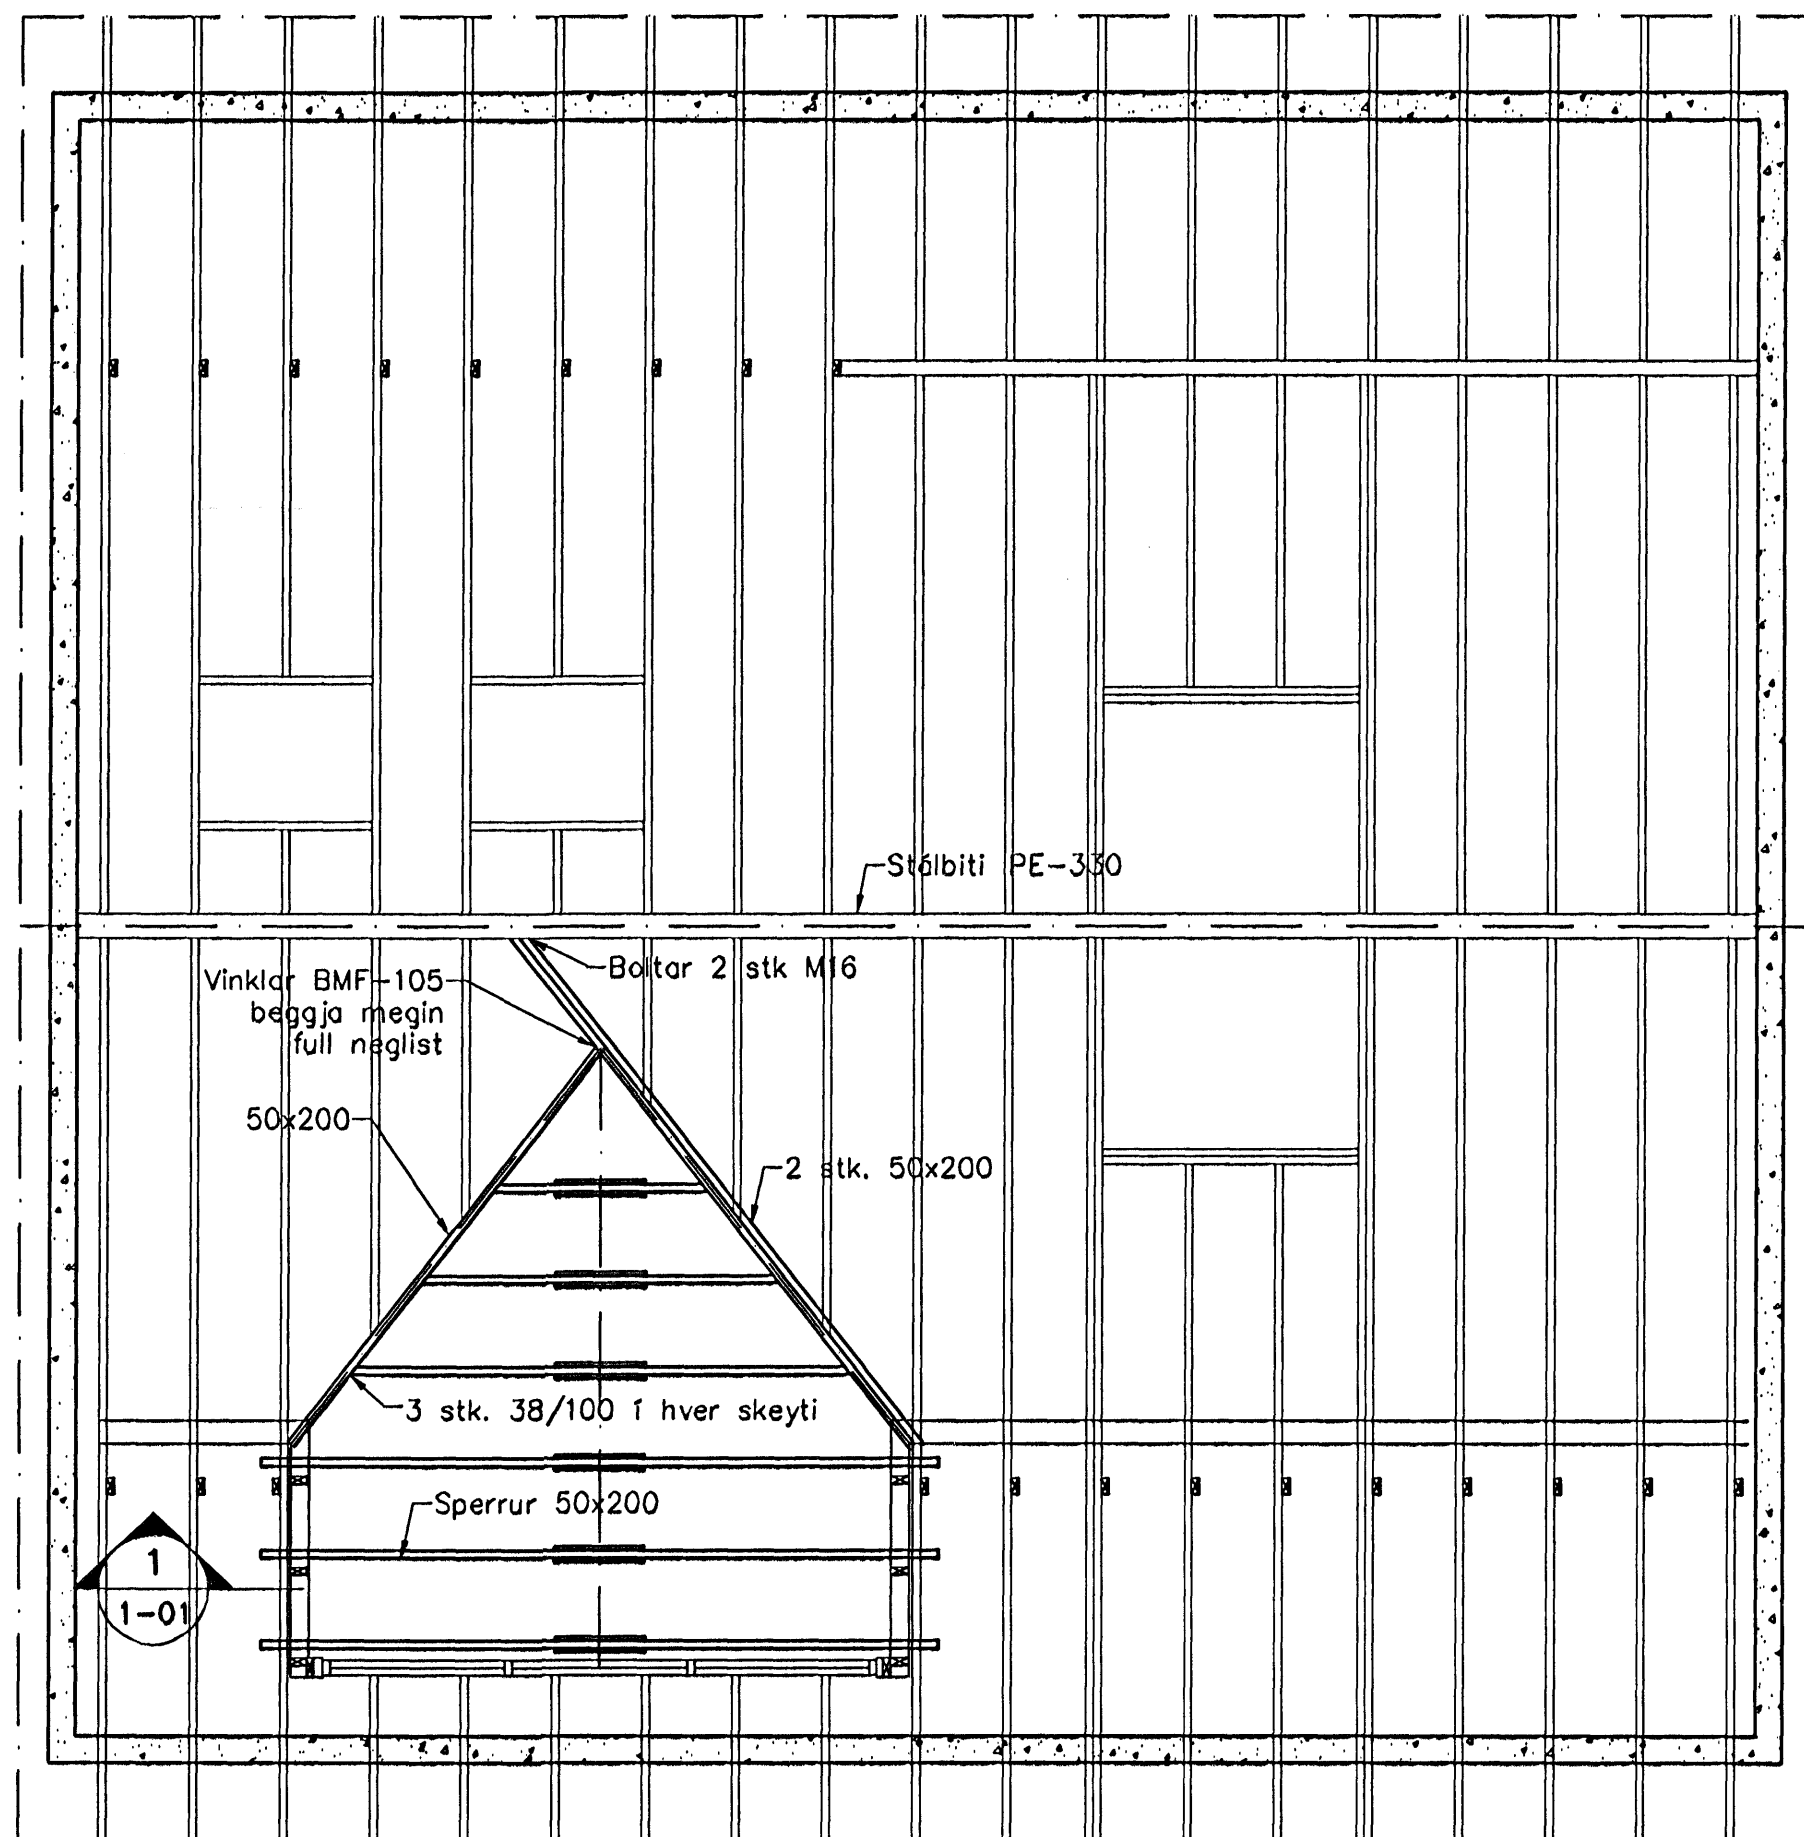 Stálbiti PE-330
Boltar 2 stk M16
Vinklar BMF-105
beggja megin
full neglist
50x200
2 stk. 50x200
3 stk. 38/100 í hver skeyti
Sperrur 50x200
1
1-01